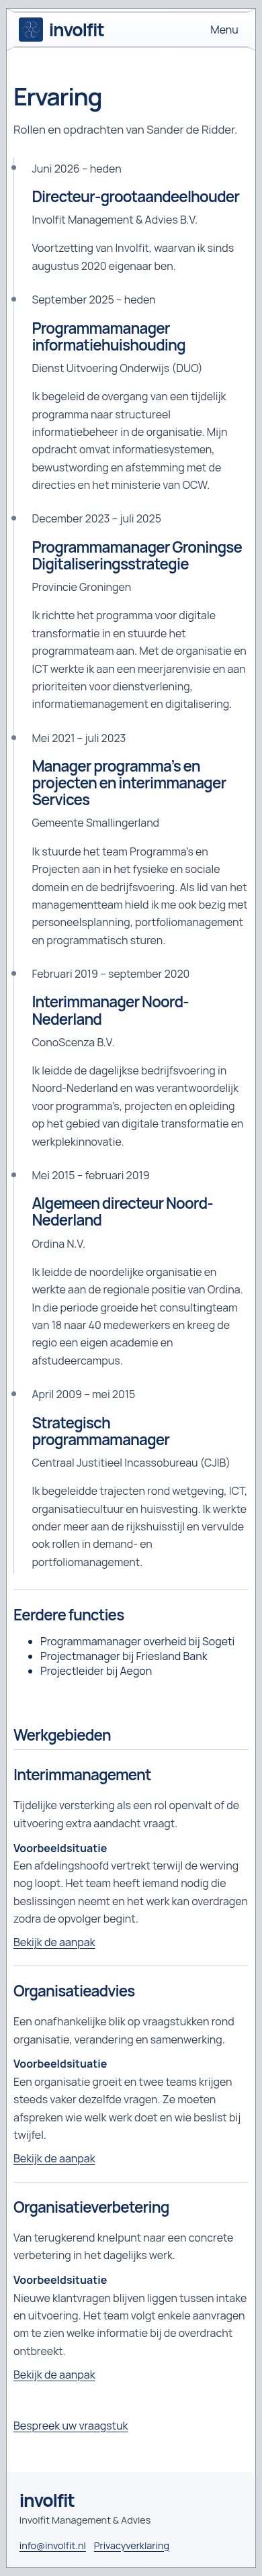 involfit
Menu
Ervaring
Rollen en opdrachten van Sander de Ridder.
Juni 2026 – heden
Directeur-grootaandeelhouder
Involfit Management & Advies B.V.
Voortzetting van Involfit, waarvan ik sinds
augustus 2020 eigenaar ben.
September 2025 – heden
Programmamanager
informatiehuishouding
Dienst Uitvoering Onderwijs (DUO)
Ik begeleid de overgang van een tijdelijk
programma naar structureel
informatiebeheer in de organisatie. Mijn
opdracht omvat informatiesystemen,
bewustwording en afstemming met de
directies en het ministerie van OCW.
December 2023 – juli 2025
Programmamanager Groningse
Digitaliseringsstrategie
Provincie Groningen
Ik richtte het programma voor digitale
transformatie in en stuurde het
programmateam aan. Met de organisatie en
ICT werkte ik aan een meerjarenvisie en aan
prioriteiten voor dienstverlening,
informatiemanagement en digitalisering.
Mei 2021 – juli 2023
Manager programma's en
projecten en interimmanager
Services
Gemeente Smallingerland
Ik stuurde het team Programma's en
Projecten aan in het fysieke en sociale
domein en de bedrijfsvoering. Als lid van het
managementteam hield ik me ook bezig met
personeelsplanning, portfoliomanagement
en programmatisch sturen.
Februari 2019 – september 2020
Interimmanager Noord-
Nederland
ConoScenza B.V.
Ik leidde de dagelijkse bedrijfsvoering in
Noord-Nederland en was verantwoordelijk
voor programma's, projecten en opleiding
op het gebied van digitale transformatie en
werkplekinnovatie.
Mei 2015 – februari 2019
Algemeen directeur Noord-
Nederland
Ordina N.V.
Ik leidde de noordelijke organisatie en
werkte aan de regionale positie van Ordina.
In die periode groeide het consultingteam
van 18 naar 40 medewerkers en kreeg de
regio een eigen academie en
afstudeercampus.
April 2009 – mei 2015
Strategisch
programmamanager
Centraal Justitieel Incassobureau (CJIB)
Ik begeleidde trajecten rond wetgeving, ICT,
organisatiecultuur en huisvesting. Ik werkte
onder meer aan de rijkshuisstijl en vervulde
ook rollen in demand- en
portfoliomanagement.
Eerdere functies
Programmamanager overheid bij Sogeti
Projectmanager bij Friesland Bank
Projectleider bij Aegon
Werkgebieden
Interimmanagement
Tijdelijke versterking als een rol openvalt of de
uitvoering extra aandacht vraagt.
Voorbeeldsituatie
Een afdelingshoofd vertrekt terwijl de werving
nog loopt. Het team heeft iemand nodig die
beslissingen neemt en het werk kan overdragen
zodra de opvolger begint.
Bekijk de aanpak
Organisatieadvies
Een onafhankelijke blik op vraagstukken rond
organisatie, verandering en samenwerking.
Voorbeeldsituatie
Een organisatie groeit en twee teams krijgen
steeds vaker dezelfde vragen. Ze moeten
afspreken wie welk werk doet en wie beslist bij
twijfel.
Bekijk de aanpak
Organisatieverbetering
Van terugkerend knelpunt naar een concrete
verbetering in het dagelijks werk.
Voorbeeldsituatie
Nieuwe klantvragen blijven liggen tussen intake
en uitvoering. Het team volgt enkele aanvragen
om te zien welke informatie bij de overdracht
ontbreekt.
Bekijk de aanpak
Bespreek uw vraagstuk
involfit
Involfit Management & Advies
info@involfit.nl Privacyverklaring